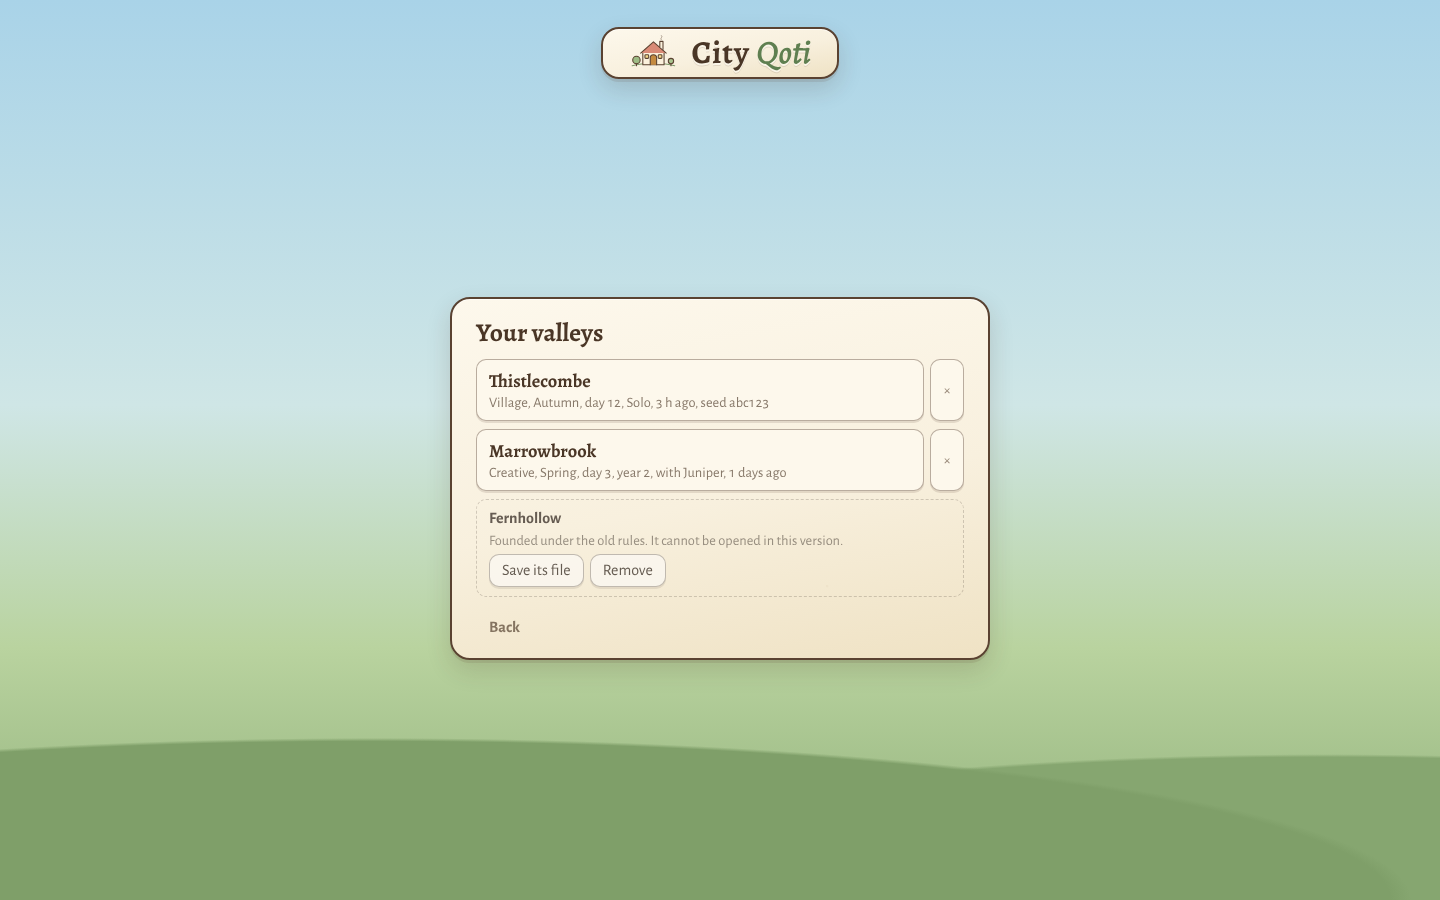 City Qoti
Your valleys
Thistlecombe
Village, Autumn, day 12, Solo, 3 h ago, seed abc123
×
Marrowbrook
Creative, Spring, day 3, year 2, with Juniper, 1 days ago
×
Fernhollow
Founded under the old rules. It cannot be opened in this version.
Save its file
Remove
Back